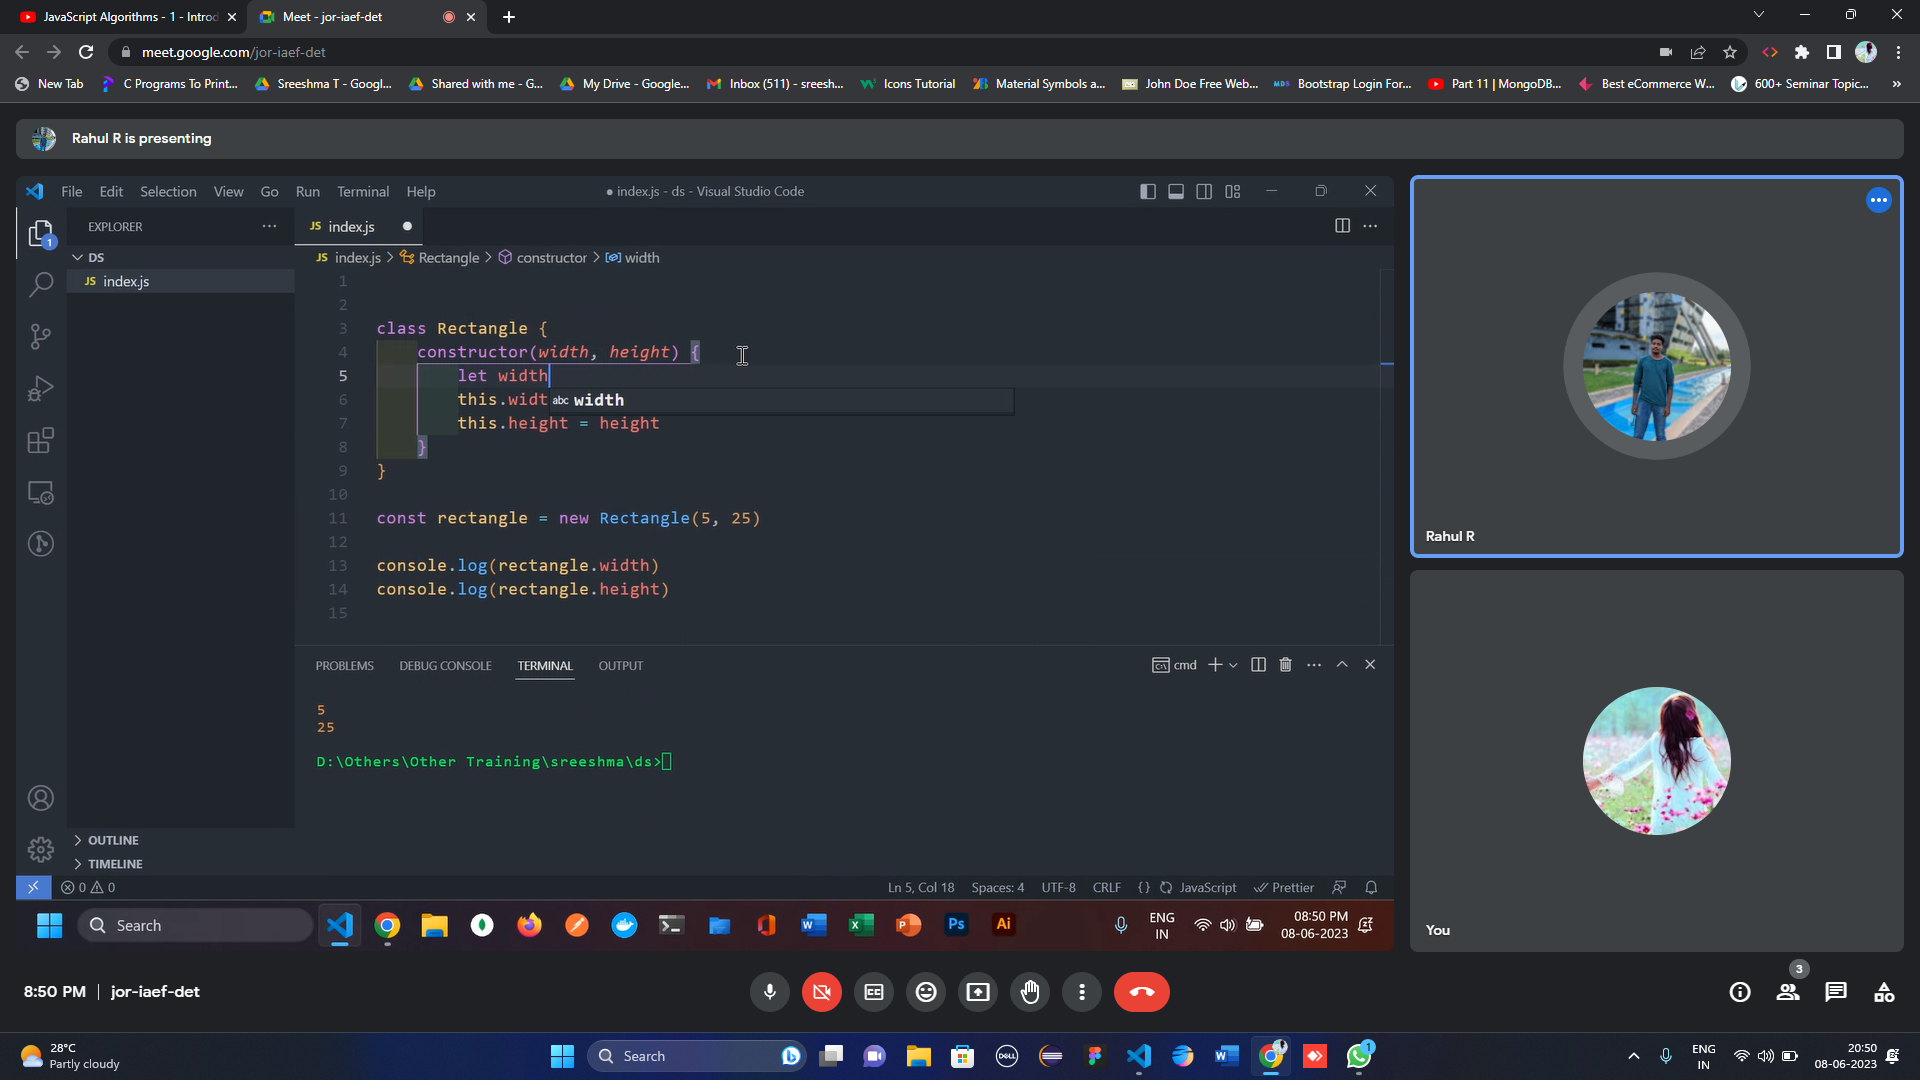 JavaScript Algorithms - 1 - Introd
Meet - jor-iaef-det
meet.google.com/jor-iaef-det
New Tab
C Programs To Print...
Sreeshma T - Googl...
Shared with me - G...
My Drive - Google...
Inbox (511) - sreesh...
Icons Tutorial
Material Symbols a...
John Doe Free Web...
Bootstrap Login For...
Part 11 | MongoDB...
Best eCommerce W...
600+ Seminar Topic...
Rahul R is presenting
File Edit Selection View Go Run Terminal Help
● index.js - ds - Visual Studio Code
EXPLORER
JS index.js
1
DS
JS index.js
JS index.js > Rectangle > constructor > width
1
2
3 class Rectangle {
4 constructor(width, height) {
5 let width
6 this.widt abc width
7 this.height = height
8 }
9 }
10
11 const rectangle = new Rectangle(5, 25)
12
13 console.log(rectangle.width)
14 console.log(rectangle.height)
15
PROBLEMS DEBUG CONSOLE TERMINAL OUTPUT
cmd
5
25
D:\Others\Other Training\sreeshma\ds>
OUTLINE
TIMELINE
0 0
Ln 5, Col 18 Spaces: 4 UTF-8 CRLF {} JavaScript Prettier
Search
Ps
Ai
ENG
IN
08:50 PM
08-06-2023
Rahul R
You
8:50 PM | jor-iaef-det
3
28°C
Partly cloudy
Search
DELL
1
ENG
IN
20:50
08-06-2023